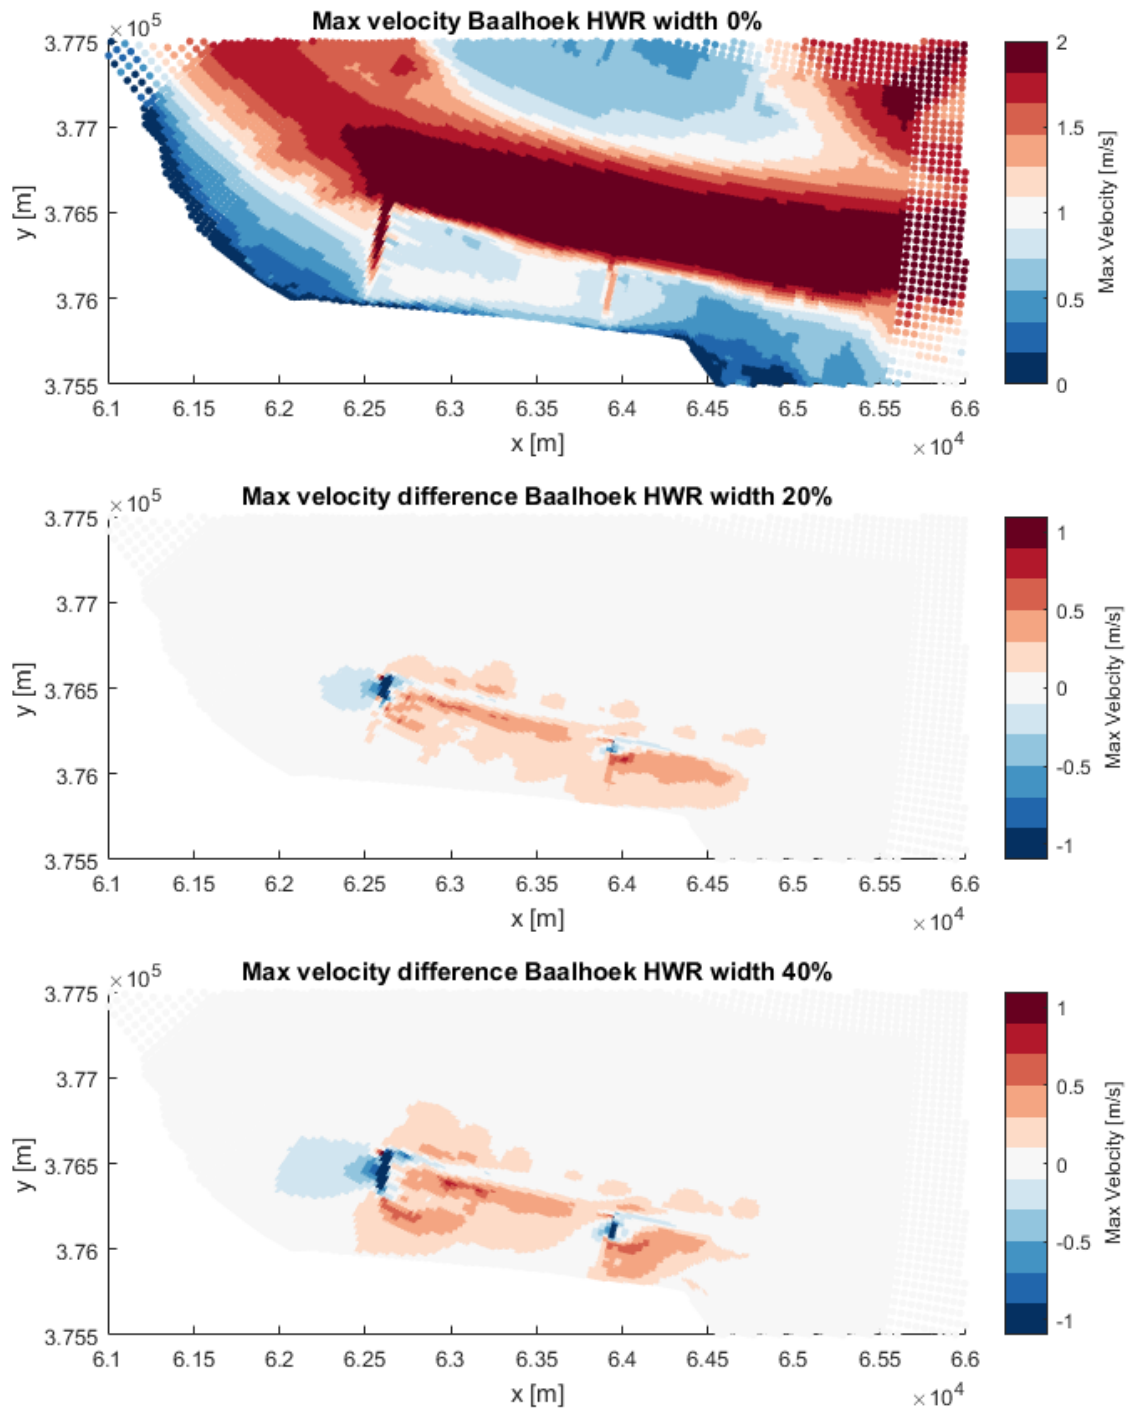 Max velocity Baalhoek HWR width 0%
×10^5
3.775
3.77
3.765
3.76
3.755
y [m]
6.1 6.15 6.2 6.25 6.3 6.35 6.4 6.45 6.5 6.55 6.6
x [m]
×10^4
2
1.5
1
0.5
0
Max Velocity [m/s]
Max velocity difference Baalhoek HWR width 20%
×10^5
3.775
3.77
3.765
3.76
3.755
y [m]
6.1 6.15 6.2 6.25 6.3 6.35 6.4 6.45 6.5 6.55 6.6
x [m]
×10^4
1
0.5
0
-0.5
-1
Max Velocity [m/s]
Max velocity difference Baalhoek HWR width 40%
×10^5
3.775
3.77
3.765
3.76
3.755
y [m]
6.1 6.15 6.2 6.25 6.3 6.35 6.4 6.45 6.5 6.55 6.6
x [m]
×10^4
1
0.5
0
-0.5
-1
Max Velocity [m/s]